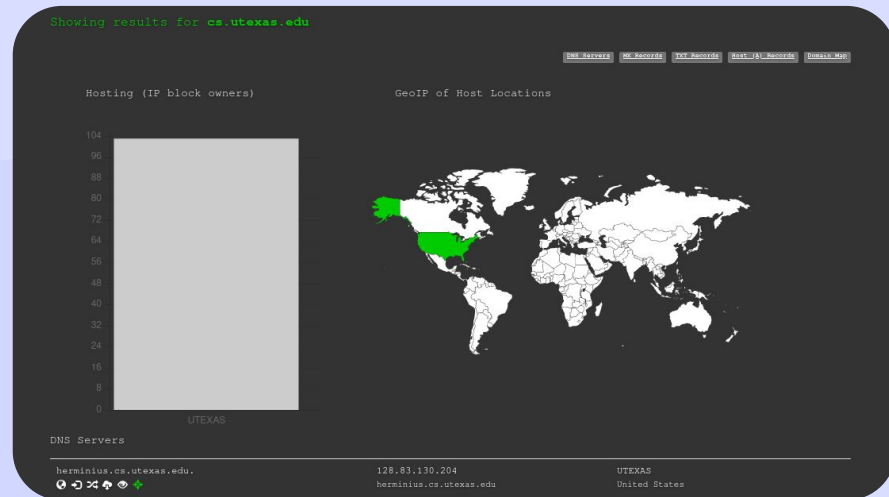 Showing results for cs.utexas.edu
DNS Servers MX Records TXT Records Host (A) Records Domain Map
Hosting (IP block owners)
GeoIP of Host Locations
104
96
88
80
72
64
56
48
40
32
24
16
8
0
UTEXAS
DNS Servers
herminius.cs.utexas.edu. 128.83.130.204 UTEXAS
herminius.cs.utexas.edu United States